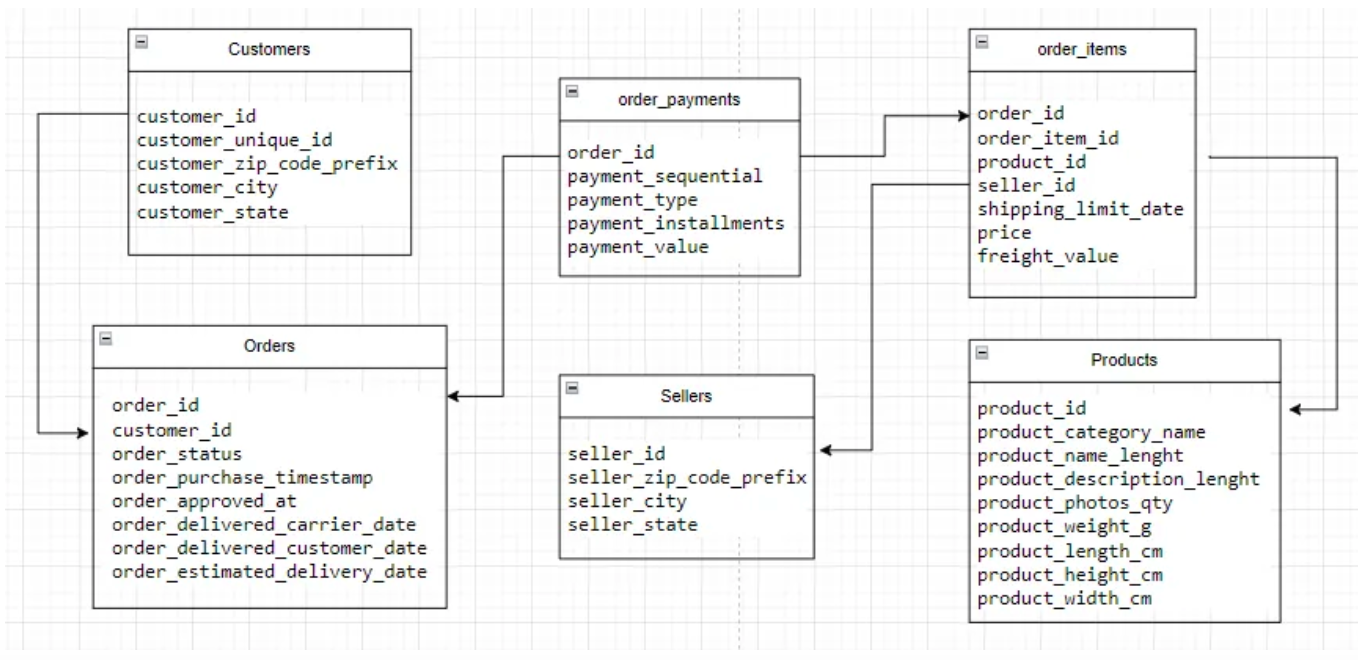 Customers
customer_id
customer_unique_id
customer_zip_code_prefix
customer_city
customer_state
order_payments
order_id
payment_sequential
payment_type
payment_installments
payment_value
order_items
order_id
order_item_id
product_id
seller_id
shipping_limit_date
price
freight_value
Orders
order_id
customer_id
order_status
order_purchase_timestamp
order_approved_at
order_delivered_carrier_date
order_delivered_customer_date
order_estimated_delivery_date
Sellers
seller_id
seller_zip_code_prefix
seller_city
seller_state
Products
product_id
product_category_name
product_name_lenght
product_description_lenght
product_photos_qty
product_weight_g
product_length_cm
product_height_cm
product_width_cm